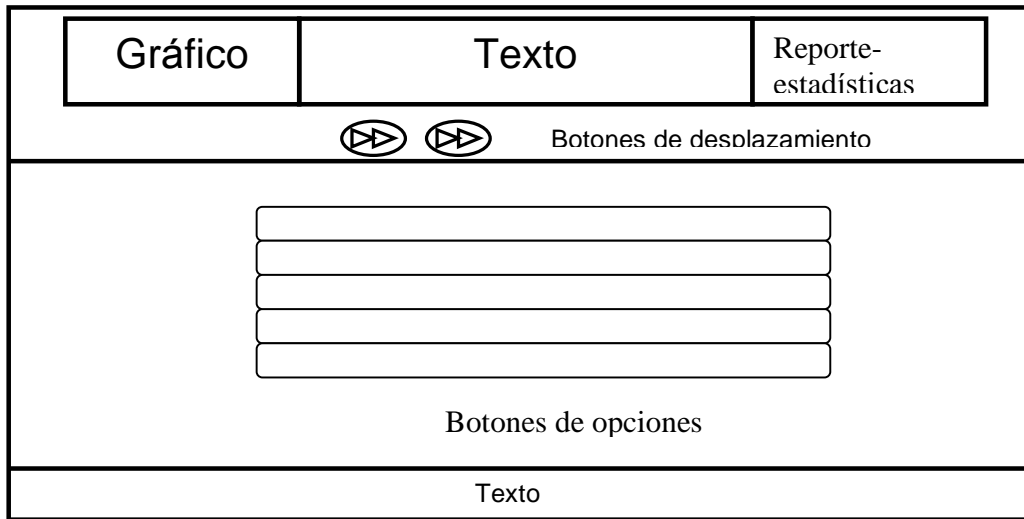 Gráfico
Texto
Reporte-
estadísticas
Botones de desplazamiento
Botones de opciones
Texto